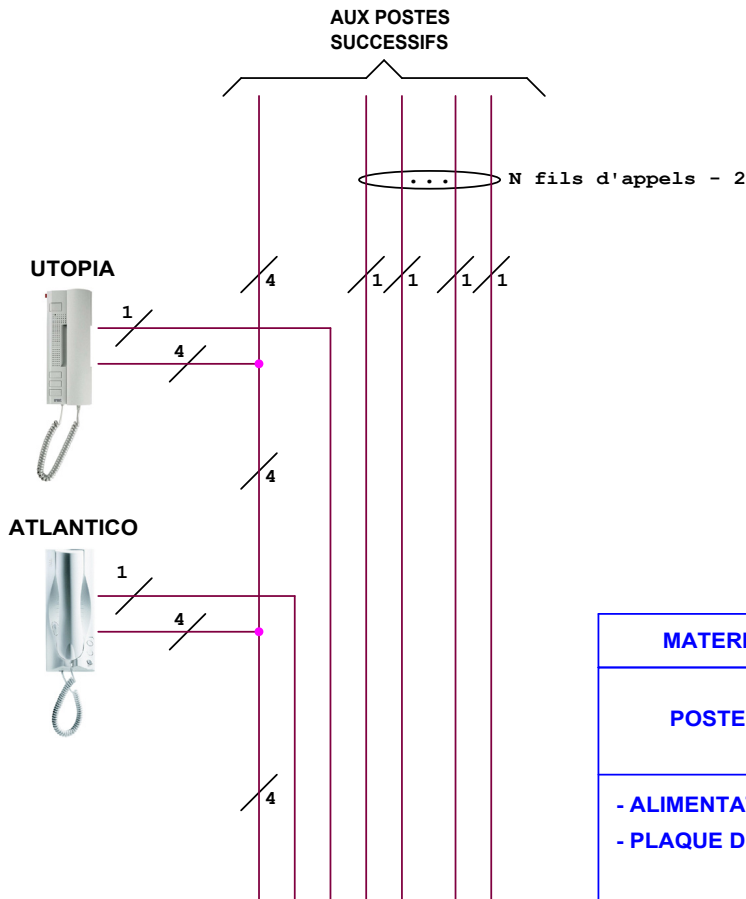 AUX POSTES
SUCCESSIFS
N fils d'appels - 2
4
1
1
1
1
UTOPIA
1
4
4
ATLANTICO
1
4
4
MATERI
POSTE
- ALIMENTA
- PLAQUE D